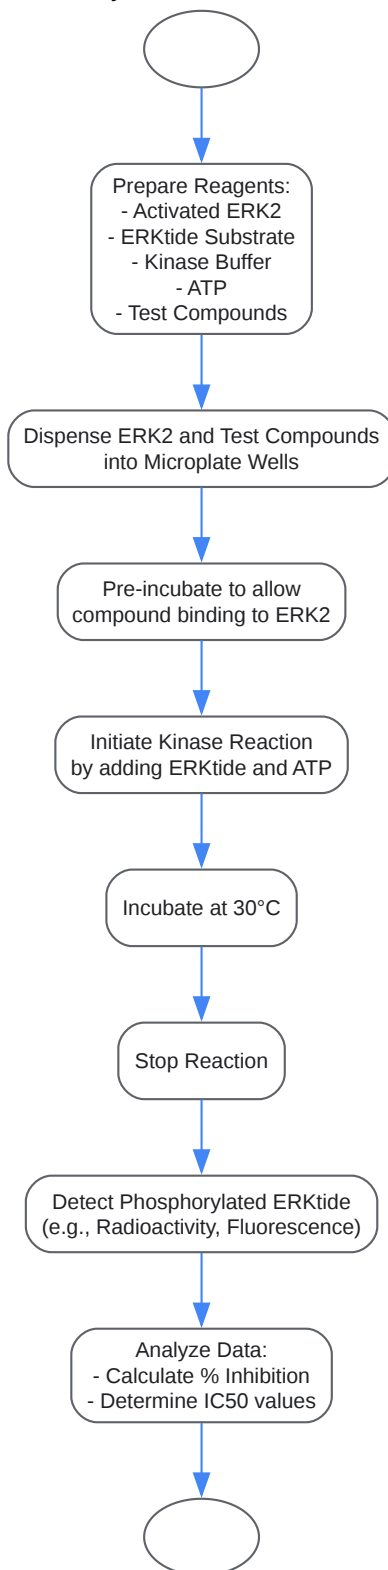 Prepare Reagents:
- Activated ERK2
- ERKtide Substrate
- Kinase Buffer
- ATP
- Test Compounds
Dispense ERK2 and Test Compounds
into Microplate Wells
Pre-incubate to allow
compound binding to ERK2
Initiate Kinase Reaction
by adding ERKtide and ATP
Incubate at 30°C
Stop Reaction
Detect Phosphorylated ERKtide
(e.g., Radioactivity, Fluorescence)
Analyze Data:
- Calculate % Inhibition
- Determine IC50 values